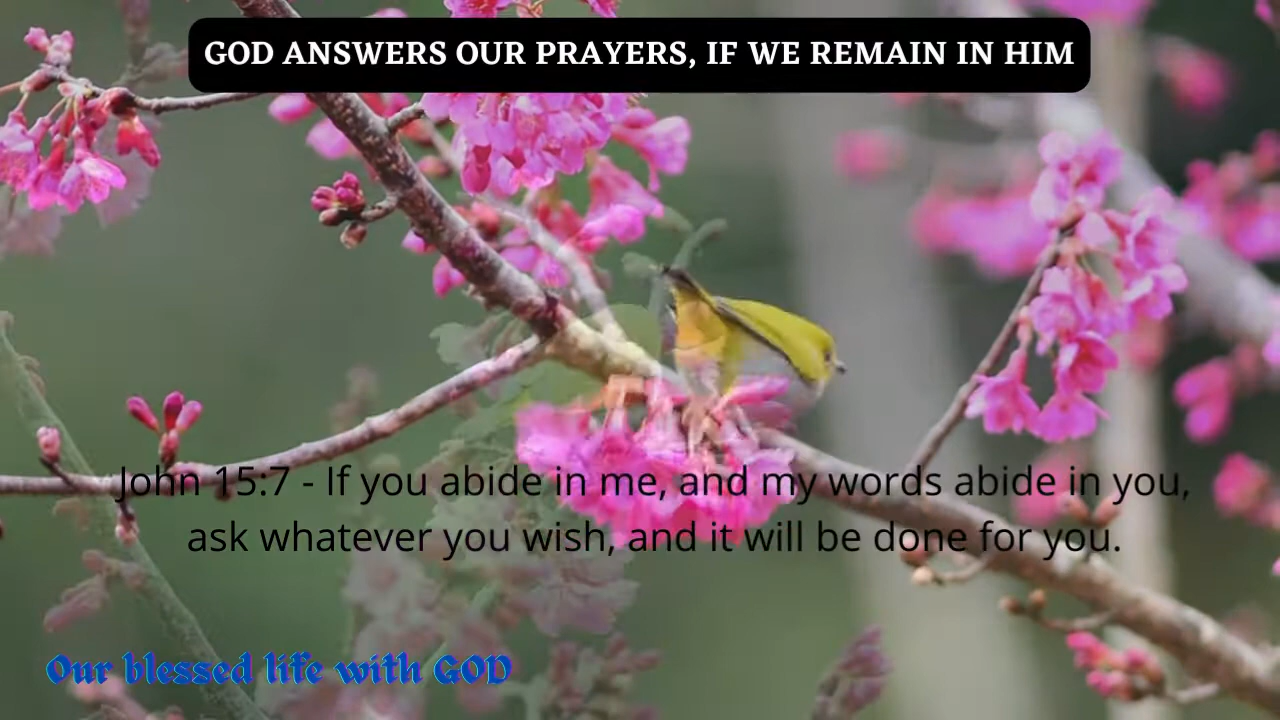 GOD ANSWERS OUR PRAYERS, IF WE REMAIN IN HIM
John 15:7 - If you abide in me, and my words abide in you,
ask whatever you wish, and it will be done for you.
Our blessed life with GOD